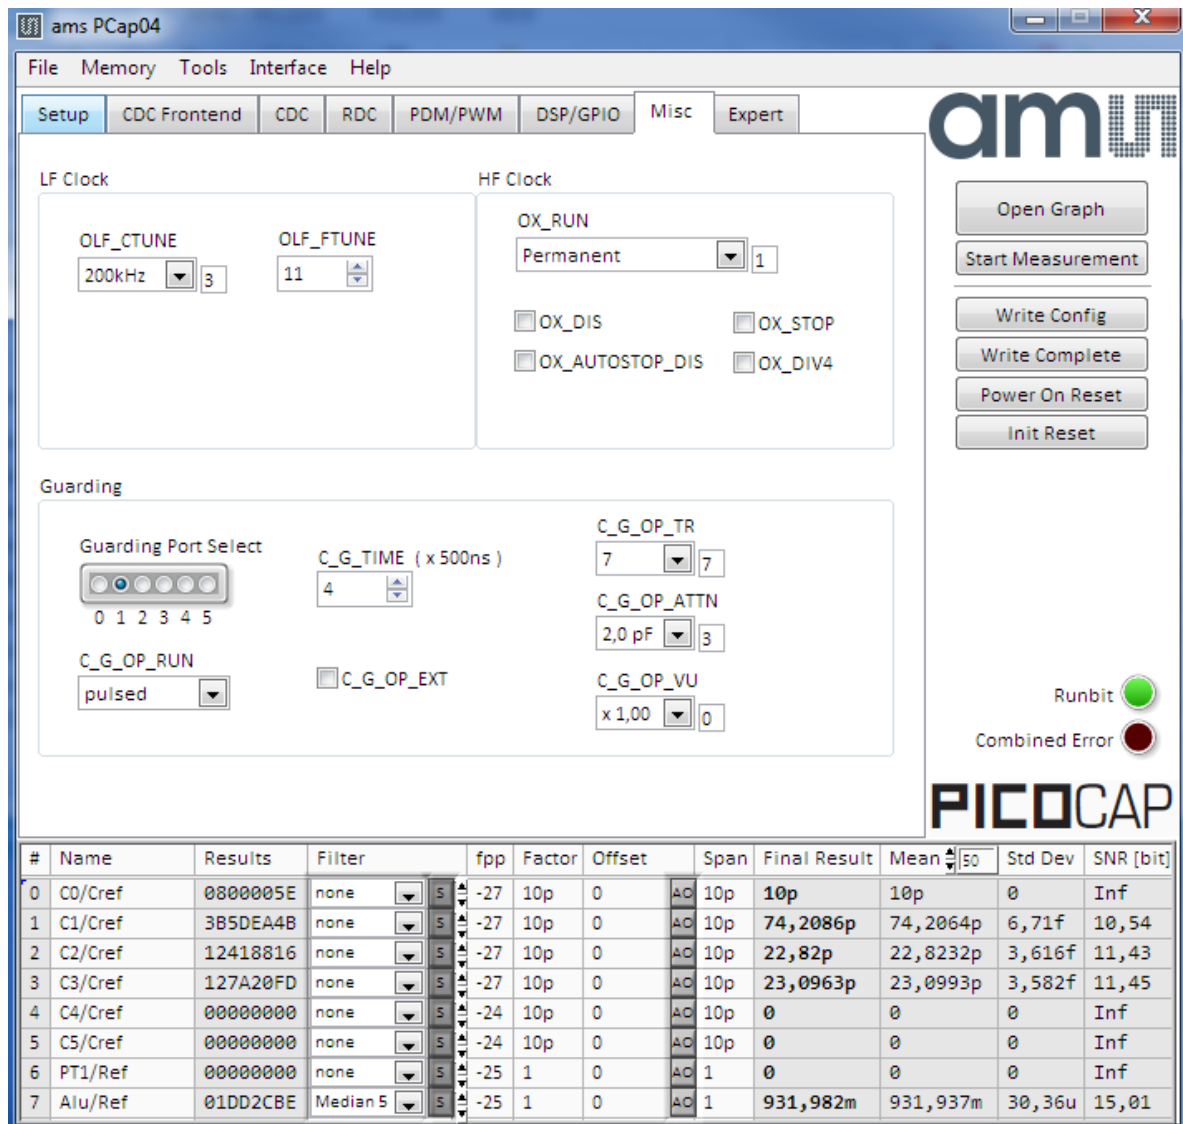 ams PCap04
File Memory Tools Interface Help
Setup CDC Frontend CDC RDC PDM/PWM DSP/GPIO Misc Expert
amu
LF Clock HF Clock
OLF_CTUNE OLF_FTUNE OX_RUN
200kHz 3 11 Permanent 1
OX_DIS OX_STOP
OX_AUTOSTOP_DIS OX_DIV4
Open Graph
Start Measurement
Write Config
Write Complete
Power On Reset
Init Reset
Guarding
Guarding Port Select C_G_TIME ( x 500ns ) C_G_OP_TR
4 7 7
0 1 2 3 4 5
C_G_OP_ATTN
2,0 pF 3
C_G_OP_RUN C_G_OP_EXT C_G_OP_VU
pulsed x 1,00 0
Runbit
Combined Error
PICOCAP
# Name Results Filter fpp Factor Offset Span Final Result Mean 50 Std Dev SNR [bit]
0 C0/Cref 0800005E none S -27 10p 0 AO 10p 10p 10p 0 Inf
1 C1/Cref 3B5DEA4B none S -27 10p 0 AO 10p 74,2086p 74,2064p 6,71f 10,54
2 C2/Cref 12418816 none S -27 10p 0 AO 10p 22,82p 22,8232p 3,616f 11,43
3 C3/Cref 127A20FD none S -27 10p 0 AO 10p 23,0963p 23,0993p 3,582f 11,45
4 C4/Cref 00000000 none S -24 10p 0 AO 10p 0 0 0 Inf
5 C5/Cref 00000000 none S -24 10p 0 AO 10p 0 0 0 Inf
6 PT1/Ref 00000000 none S -25 1 0 AO 1 0 0 0 Inf
7 Alu/Ref 01DD2CBE Median 5 S -25 1 0 AO 1 931,982m 931,937m 30,36u 15,01